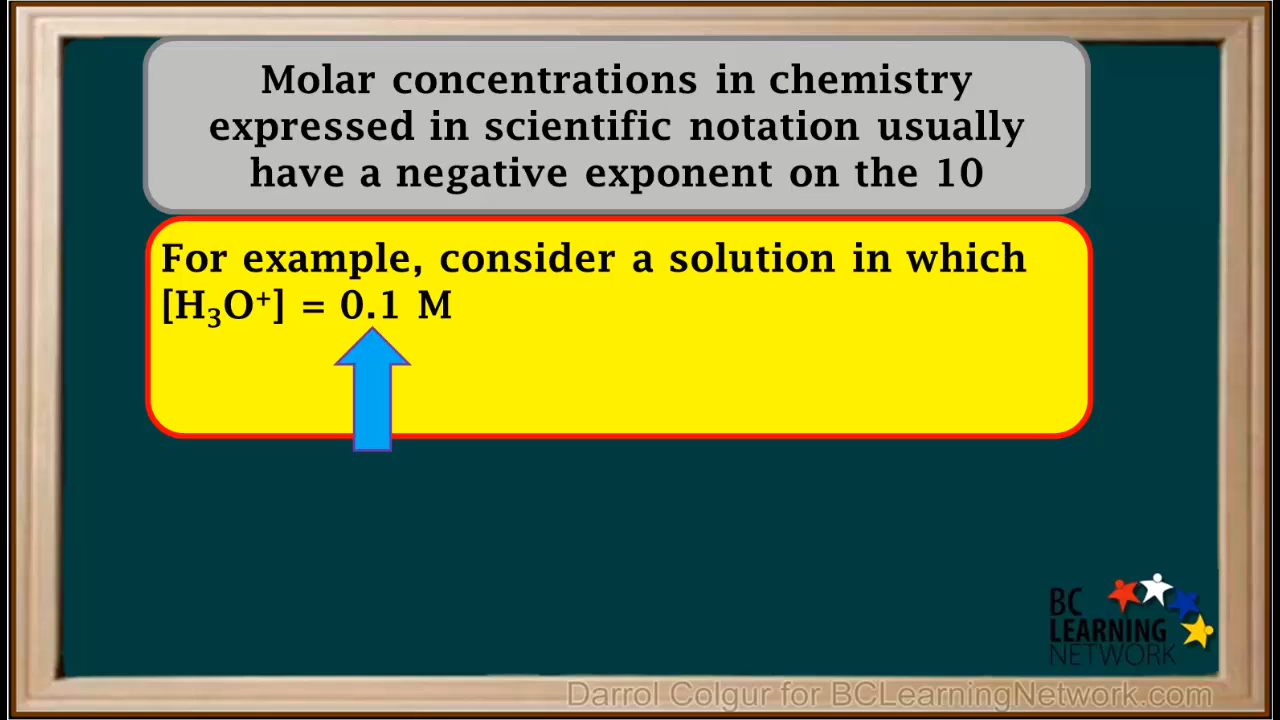 Molar concentrations in chemistry
expressed in scientific notation usually
have a negative exponent on the 10
For example, consider a solution in which
[H₃O⁺] = 0.1 M
BC
LEARNING
NETWORK
Darrol Colgur for BCLearningNetwork.com